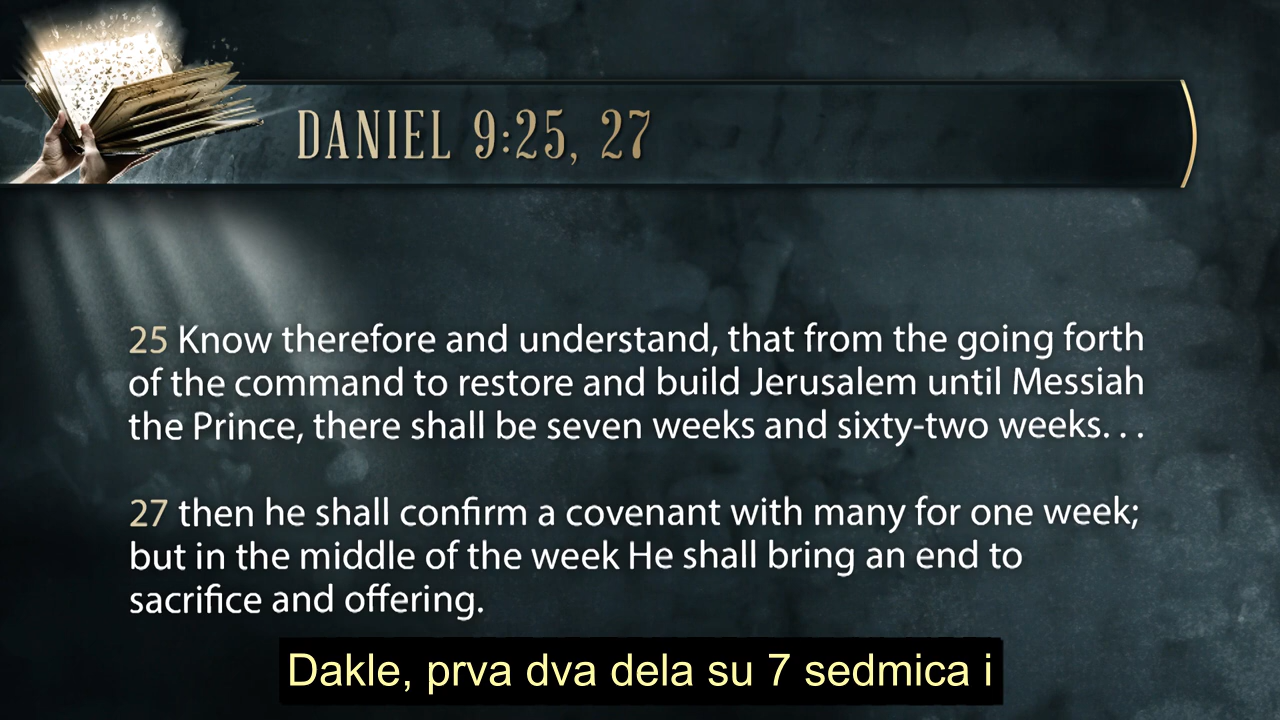 DANIEL 9:25, 27
25 Know therefore and understand, that from the going forth
of the command to restore and build Jerusalem until Messiah
the Prince, there shall be seven weeks and sixty-two weeks. . .
27 then he shall confirm a covenant with many for one week;
but in the middle of the week He shall bring an end to
sacrifice and offering.
Dakle, prva dva dela su 7 sedmica i